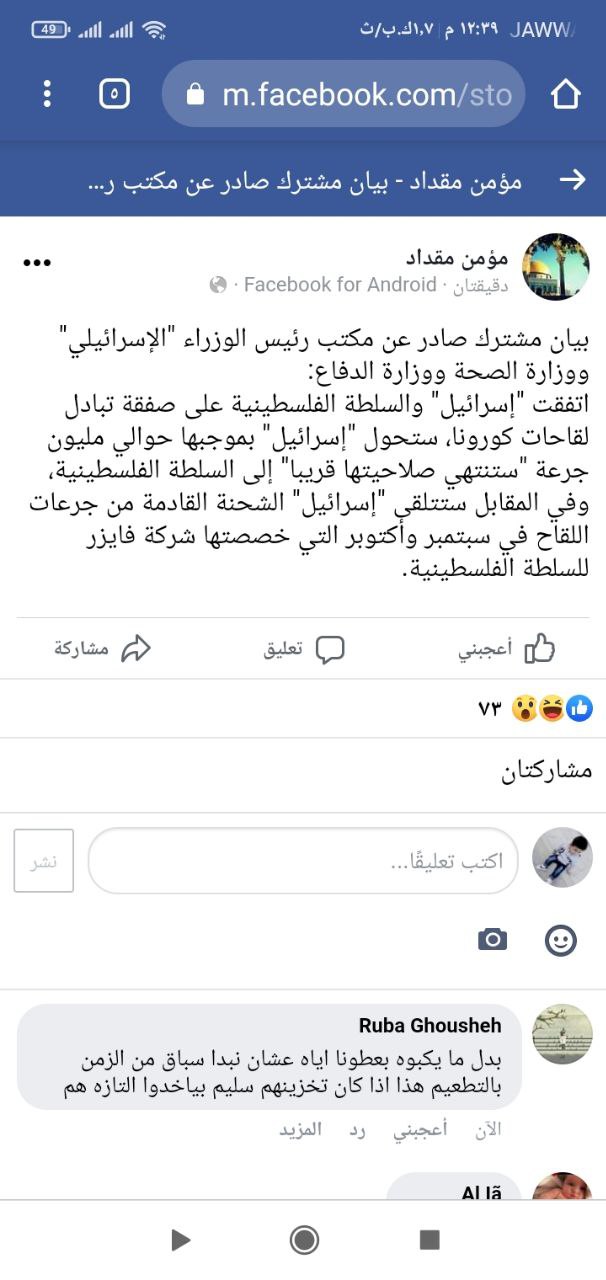 49
١٢:٣٩ م | ١,٧ك.ب/ث JAWW
٥ m.facebook.com/sto
مؤمن مقداد - بيان مشترك صادر عن مكتب ر...
مؤمن مقداد
دقيقتان · Facebook for Android ·
بيان مشترك صادر عن مكتب رئيس الوزراء "الإسرائيلي"
ووزارة الصحة ووزارة الدفاع:
اتفقت "إسرائيل" والسلطة الفلسطينية على صفقة تبادل
لقاحات كورونا، ستحول "إسرائيل" بموجبها حوالي مليون
جرعة "ستنتهي صلاحيتها قريبا" إلى السلطة الفلسطينية،
وفي المقابل ستتلقى "إسرائيل" الشحنة القادمة من جرعات
اللقاح في سبتمبر وأكتوبر التي خصصتها شركة فايزر
للسلطة الفلسطينية.
أعجبني تعليق مشاركة
٧٣
مشاركتان
اكتب تعليقًا... نشر
Ruba Ghousheh
بدل ما يكبوه بعطونا اياه عشان نبدا سباق من الزمن
بالتطعيم هذا اذا كان تخزينهم سليم بياخدوا التازه هم
الآن أعجبني رد المزيد
Al Iã